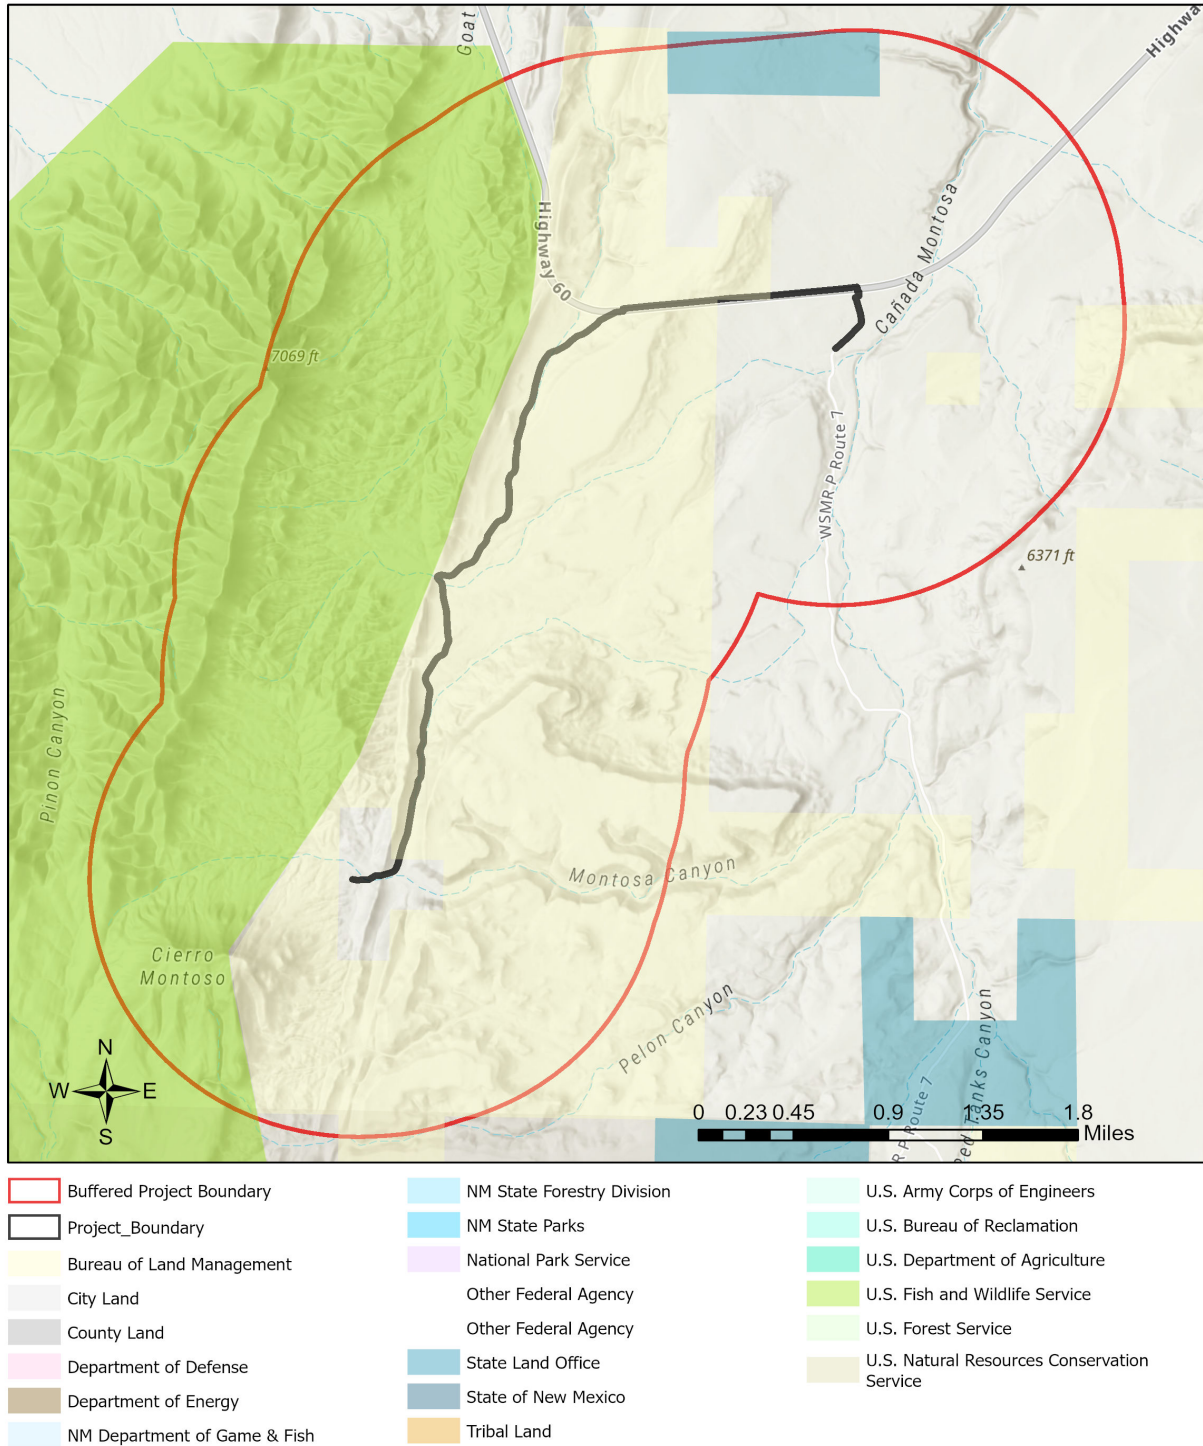 Goat
Highwa
Highway 60
Cañada Montosa
7069 ft
WSMR P Route 7
6371 ft
Pinon Canyon
Montosa Canyon
Cierro
Montoso
Pelon Canyon
N
W
E
S
0 0.23 0.45 0.9 1.35 1.8
Miles
R P Route 7
ped Tanks Canyon
Buffered Project Boundary
Project_Boundary
Bureau of Land Management
City Land
County Land
Department of Defense
Department of Energy
NM Department of Game & Fish
NM State Forestry Division
NM State Parks
National Park Service
Other Federal Agency
Other Federal Agency
State Land Office
State of New Mexico
Tribal Land
U.S. Army Corps of Engineers
U.S. Bureau of Reclamation
U.S. Department of Agriculture
U.S. Fish and Wildlife Service
U.S. Forest Service
U.S. Natural Resources Conservation
Service